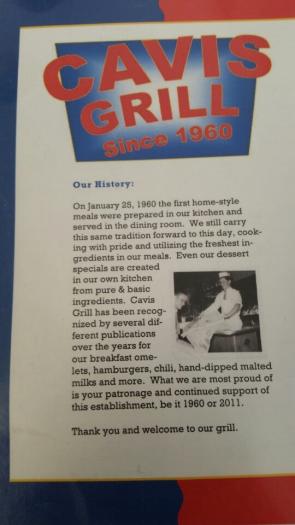 CAVIS
GRILL
Since 1960
Our History:
On January 25, 1960 the first home-style
meals were prepared in our kitchen and
served in the dining room.  We still carry
this same tradition forward to this day, cook-
ing with pride and utilizing the freshest in-
gredients in our meals.  Even our dessert
specials are created
in our own kitchen
from pure & basic
ingredients.  Cavis
Grill has been recog-
nized by several dif-
ferent publications
over the years for
our breakfast ome-
lets, hamburgers, chili, hand-dipped malted
milks and more.  What we are most proud of
is your patronage and continued support of
this establishment, be it 1960 or 2011.
Thank you and welcome to our grill.